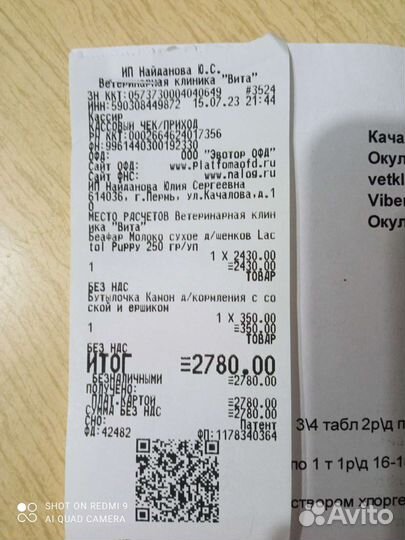 ИП Найданова Ю.С.
Ветеринарная клиника "Вита"
ЗН ККТ:0573730004040649 #3524
ИНН:590308449872 15.07.23 21:44
Кассир
КАССОВЫЙ ЧЕК/ПРИХОД
РН ККТ:0002664624017356
ФН:9961440300192330
ОФД: ООО "Эвотор ОФД"
Сайт ОФД: www.platfomaofd.ru
Сайт ФНС: www.nalog.ru
ИП Найданова Юлия Сергеевна
614036, г.Пермь, ул.Качалова,д.1
0
МЕСТО РАСЧЕТОВ Ветеринарная клин
ика "Вита"
Беафар Молоко сухое д/щенков Lac
tol Puppy 250 гр/уп
1 X 2430.00
1 ≡2430.00
ТОВАР
БЕЗ НДС
Бутылочка Канон д/кормления с со
ской и ершиком
1 X 350.00
1 ≡350.00
ТОВАР
БЕЗ НДС
ИТОГ ≡2780.00
БЕЗНАЛИЧНЫМИ ≡2780.00
ПОЛУЧЕНО:
ПЛАТ.КАРТОЙ ≡2780.00
СУММА БЕЗ НДС ≡2780.00
СНО: Патент
ФД:42482 ФП:1178340364
Кача
Окул
vetkl
Viber
Окул
3\4 табл 2р\д п
по 1 т 1р\д 16-1
створом хлорге
SHOT ON REDMI 9
AI QUAD CAMERA
Avito